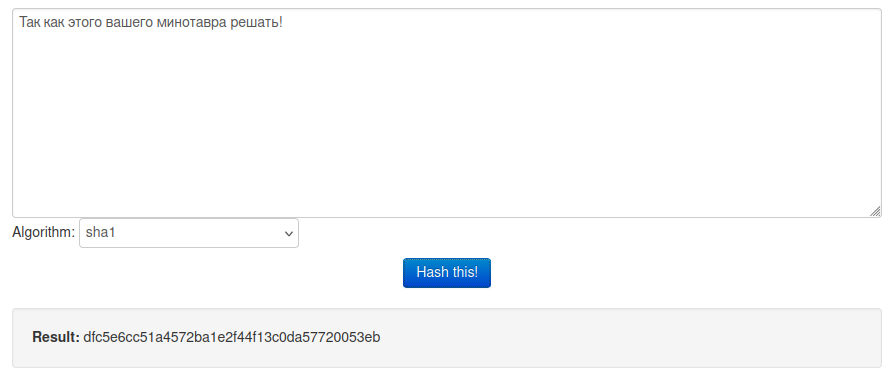 Так как этого вашего минотавра решать!
Algorithm: sha1
Hash this!
Result: dfc5e6cc51a4572ba1e2f44f13c0da57720053eb